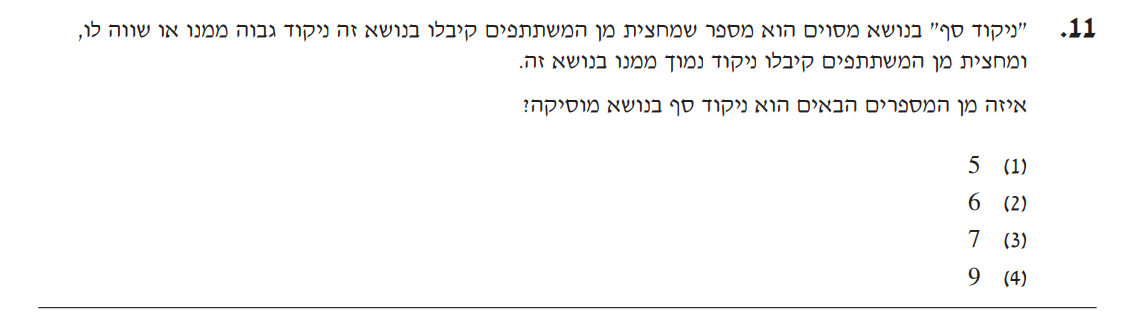 11. "ניקוד סף" בנושא מסוים הוא מספר שמחצית מן המשתתפים קיבלו בנושא זה ניקוד גבוה ממנו או שווה לו,
ומחצית מן המשתתפים קיבלו ניקוד נמוך ממנו בנושא זה.
איזה מן המספרים הבאים הוא ניקוד סף בנושא מוסיקה?
(1) 5
(2) 6
(3) 7
(4) 9